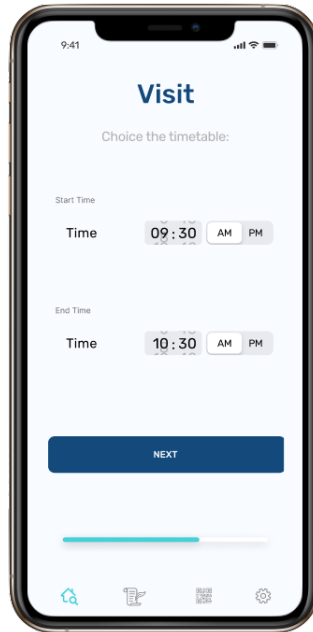 9:41
Visit
Choice the timetable:
Start Time
Time 09 : 30 AM PM
End Time
Time 10 : 30 AM PM
NEXT